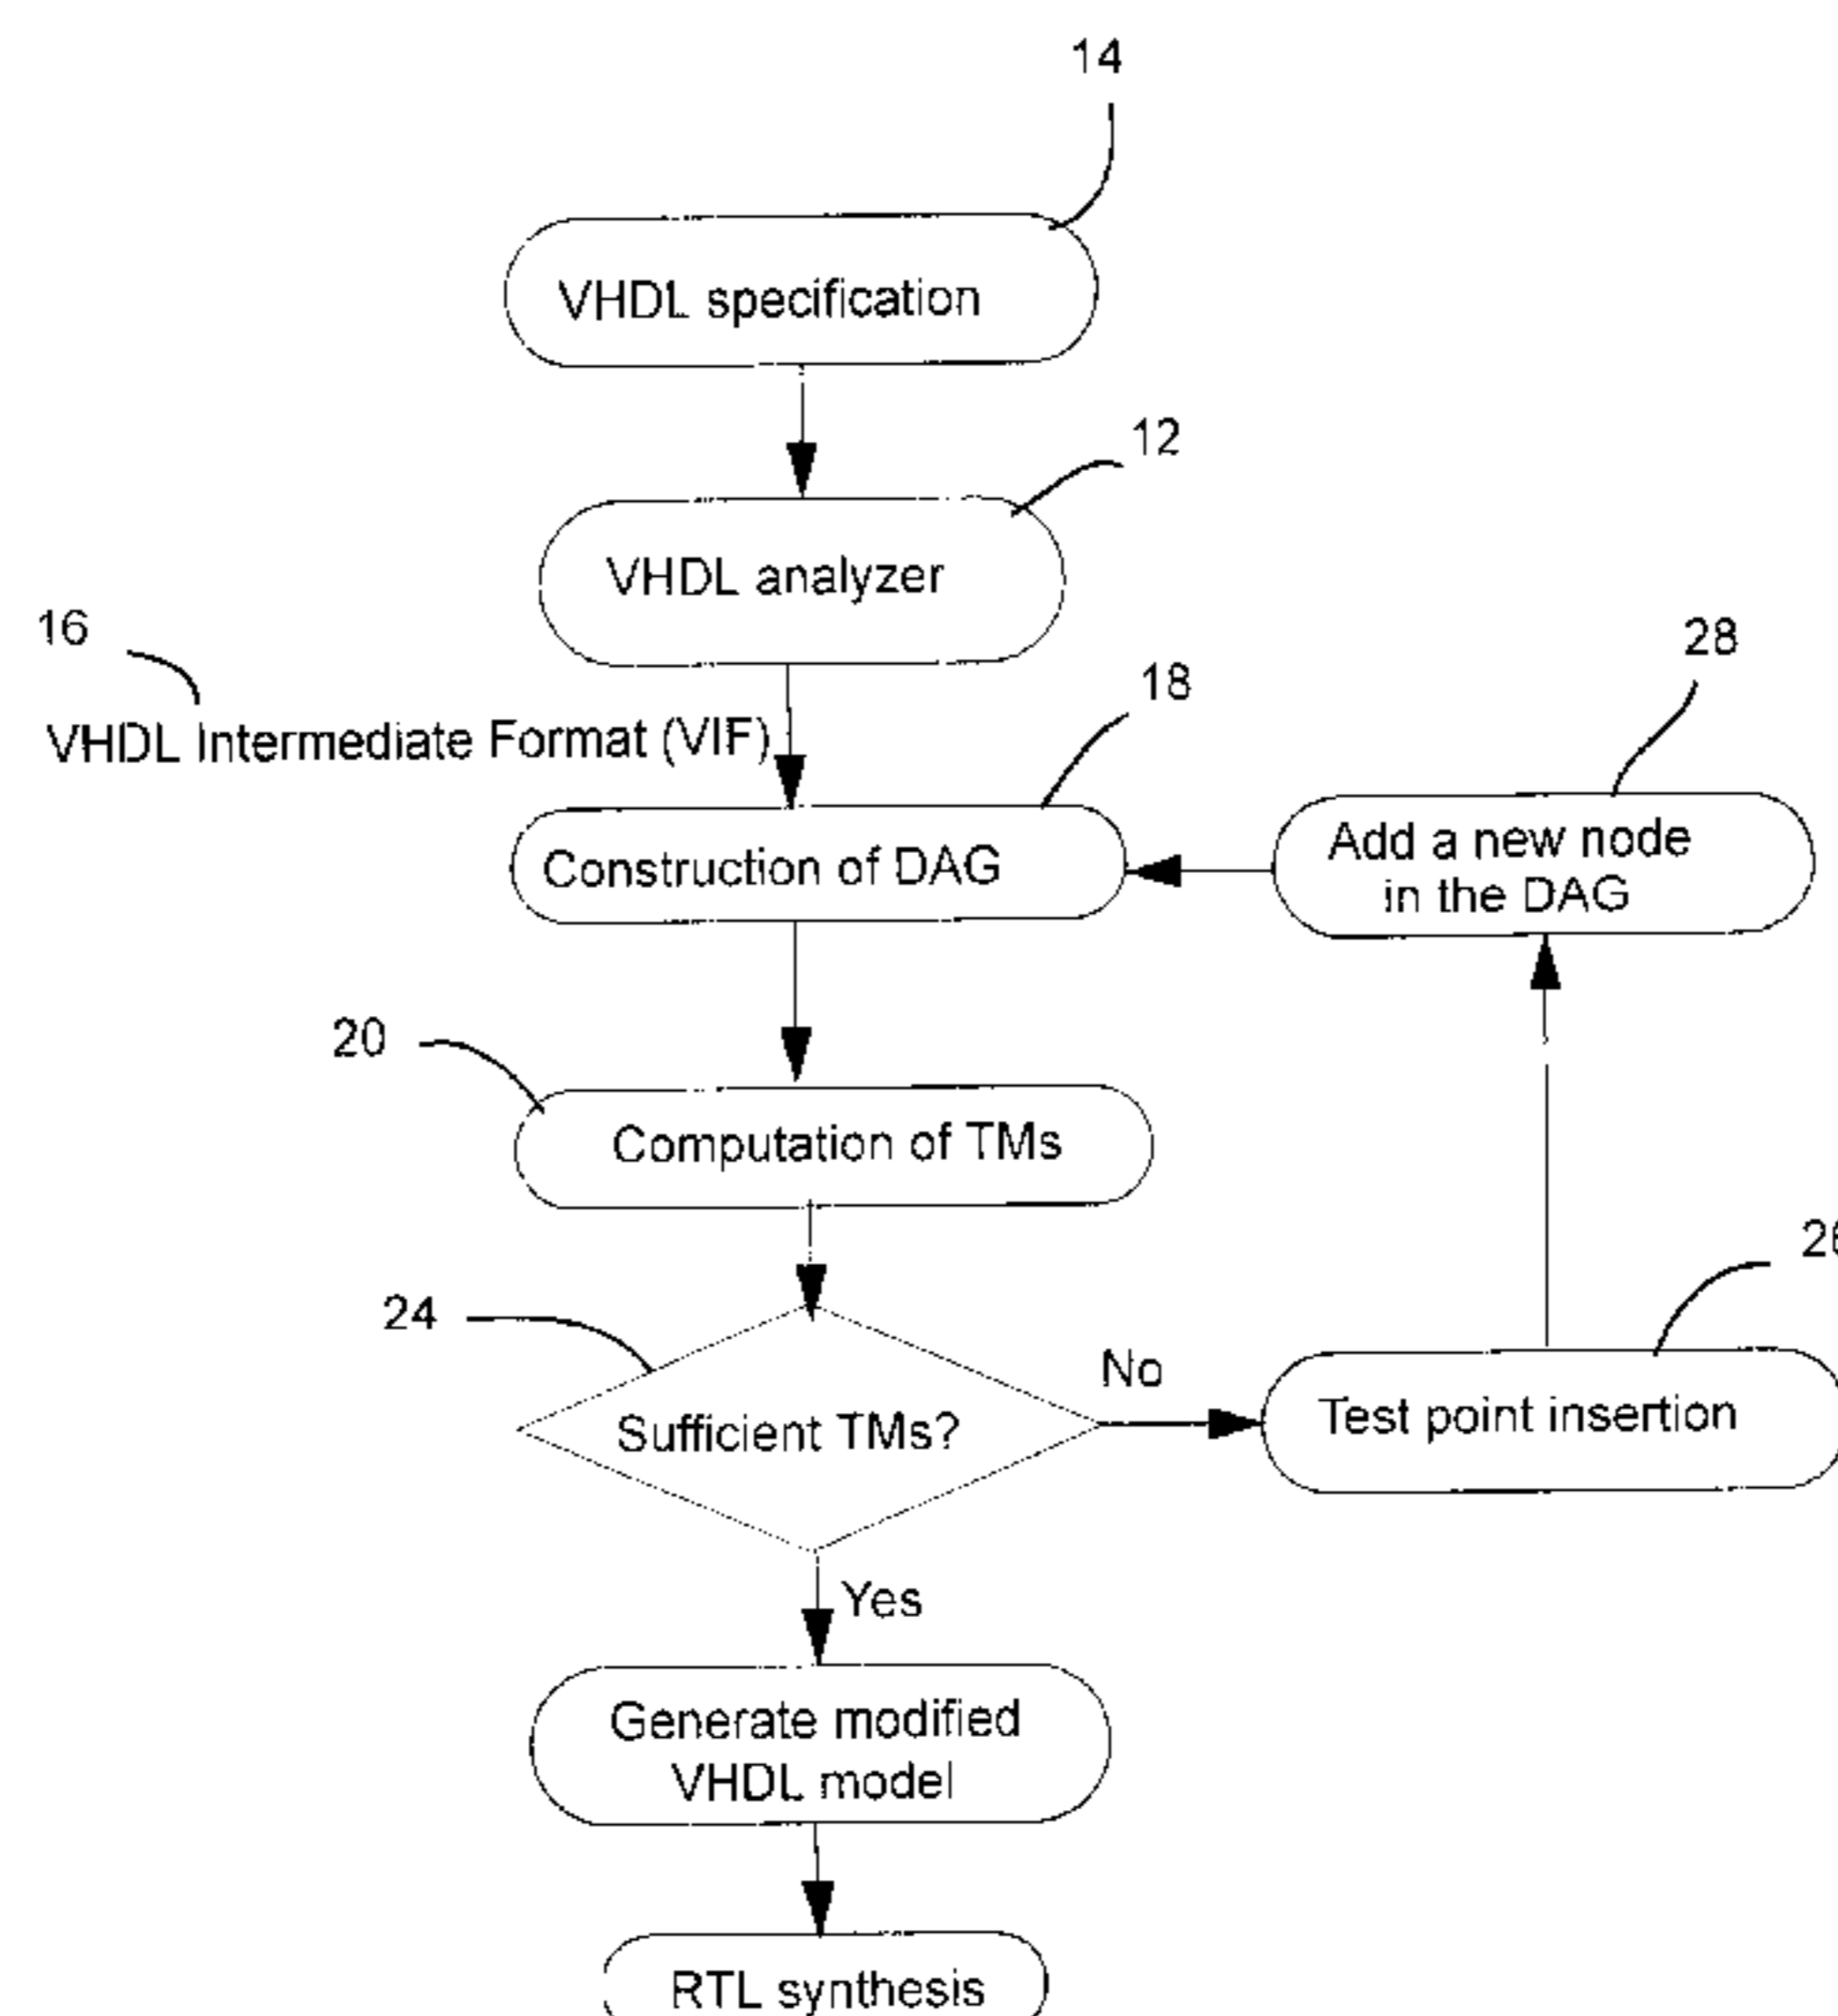 14
VHDL specification
12
VHDL analyzer
16
VHDL Intermediate Format (VIF)
18
28
Construction of DAG
Add a new node
in the DAG
20
Computation of TMs
26
24
No
Sufficient TMs?
Test point insertion
Yes
Generate modified
VHDL model
RTL synthesis